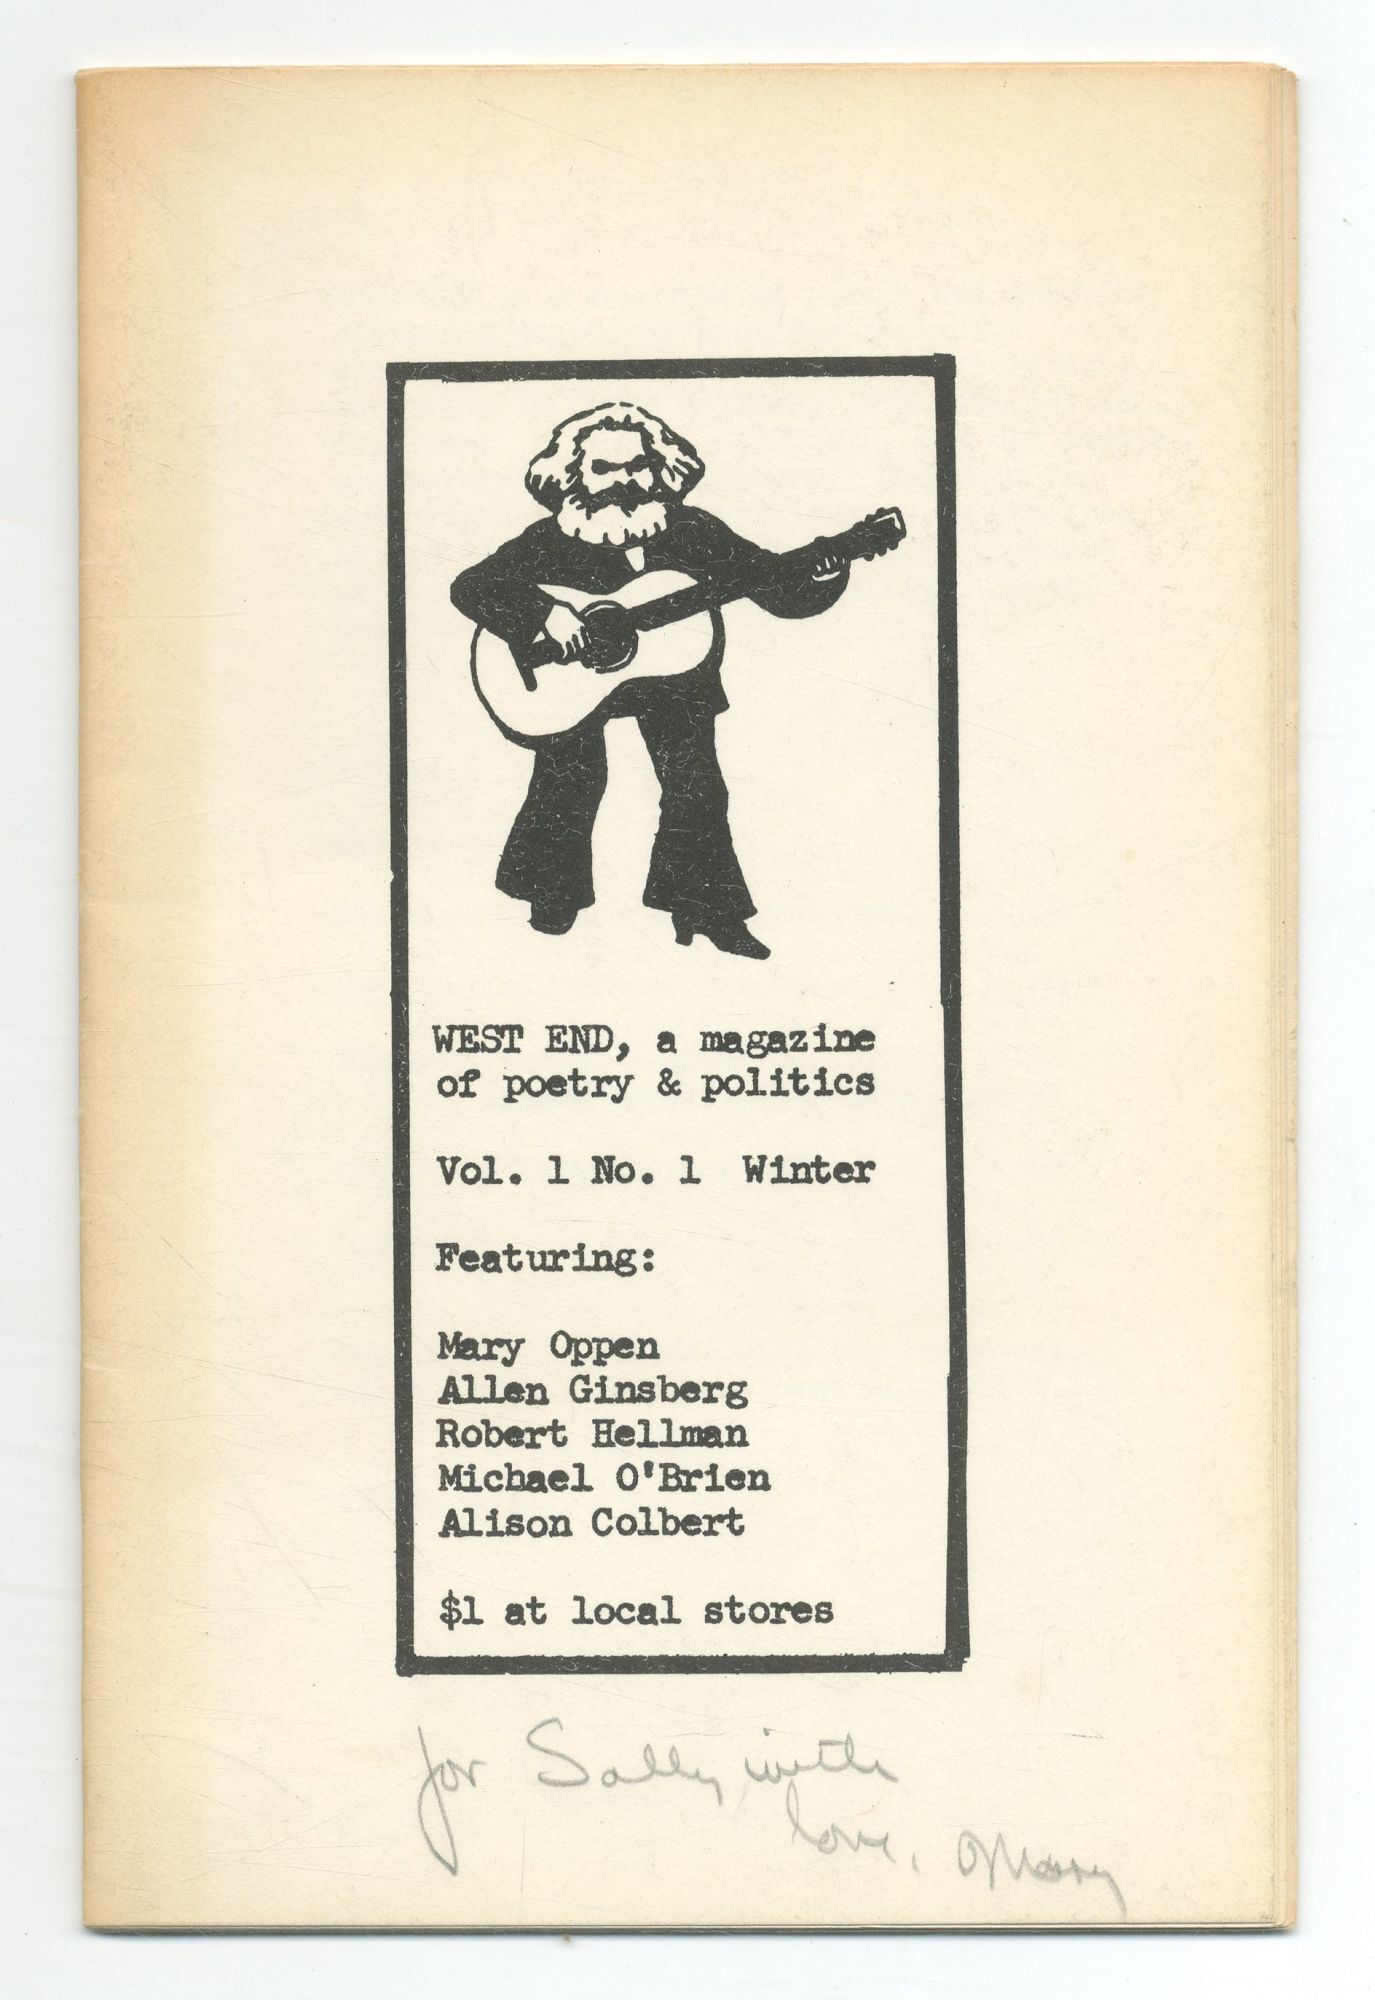 WEST END, a magazine
of poetry & politics
Vol. 1 No. 1 Winter
Featuring:
Mary Oppen
Allen Ginsberg
Robert Hellman
Michael O'Brien
Alison Colbert
$1 at local stores
for Sally, with
love, Mary